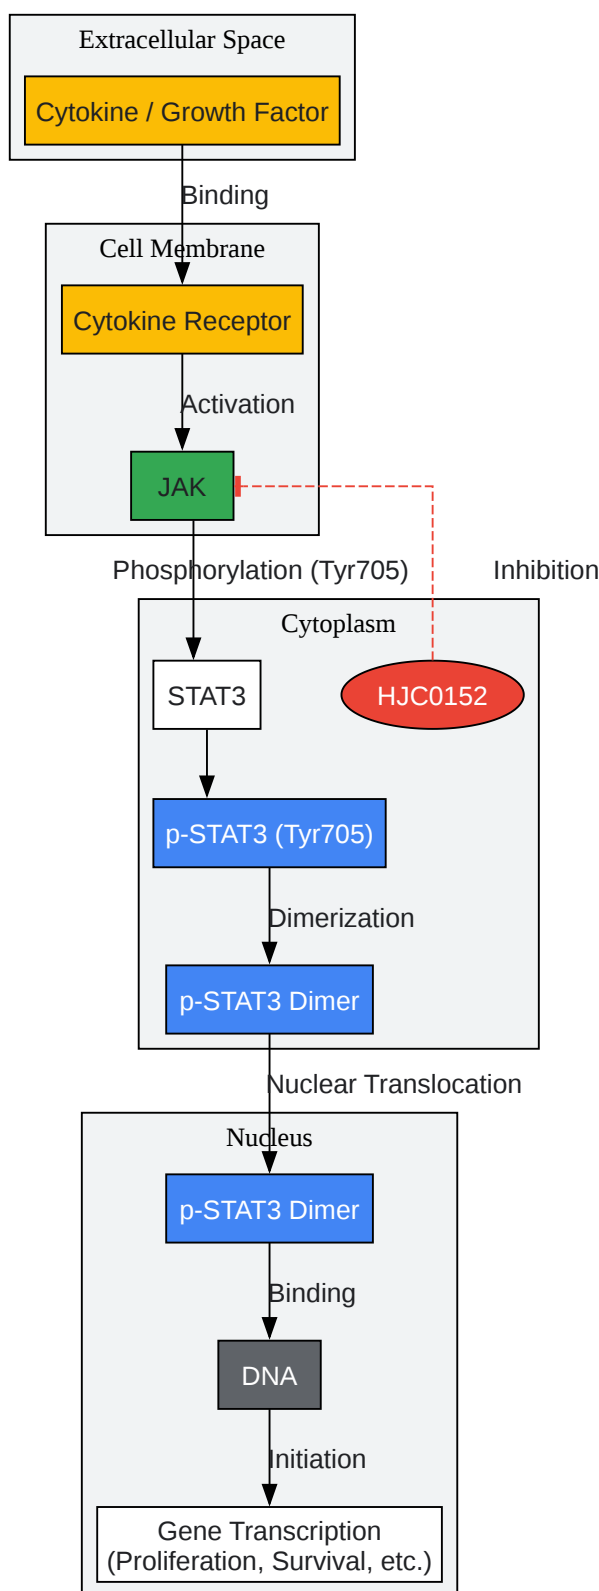 Extracellular Space
Cytokine / Growth Factor
Binding
Cell Membrane
Cytokine Receptor
Activation
JAK
Phosphorylation (Tyr705)
Inhibition
Cytoplasm
STAT3
HJC0152
p-STAT3 (Tyr705)
Dimerization
p-STAT3 Dimer
Nuclear Translocation
Nucleus
p-STAT3 Dimer
Binding
DNA
Initiation
Gene Transcription
(Proliferation, Survival, etc.)